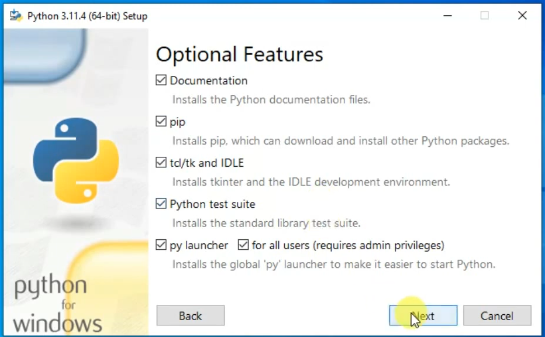 Python 3.11.4 (64-bit) Setup
Optional Features
Documentation
Installs the Python documentation files.
pip
Installs pip, which can download and install other Python packages.
tcl/tk and IDLE
Installs tkinter and the IDLE development environment.
Python test suite
Installs the standard library test suite.
py launcher for all users (requires admin privileges)
Installs the global 'py' launcher to make it easier to start Python.
python
for
windows
Back Next Cancel